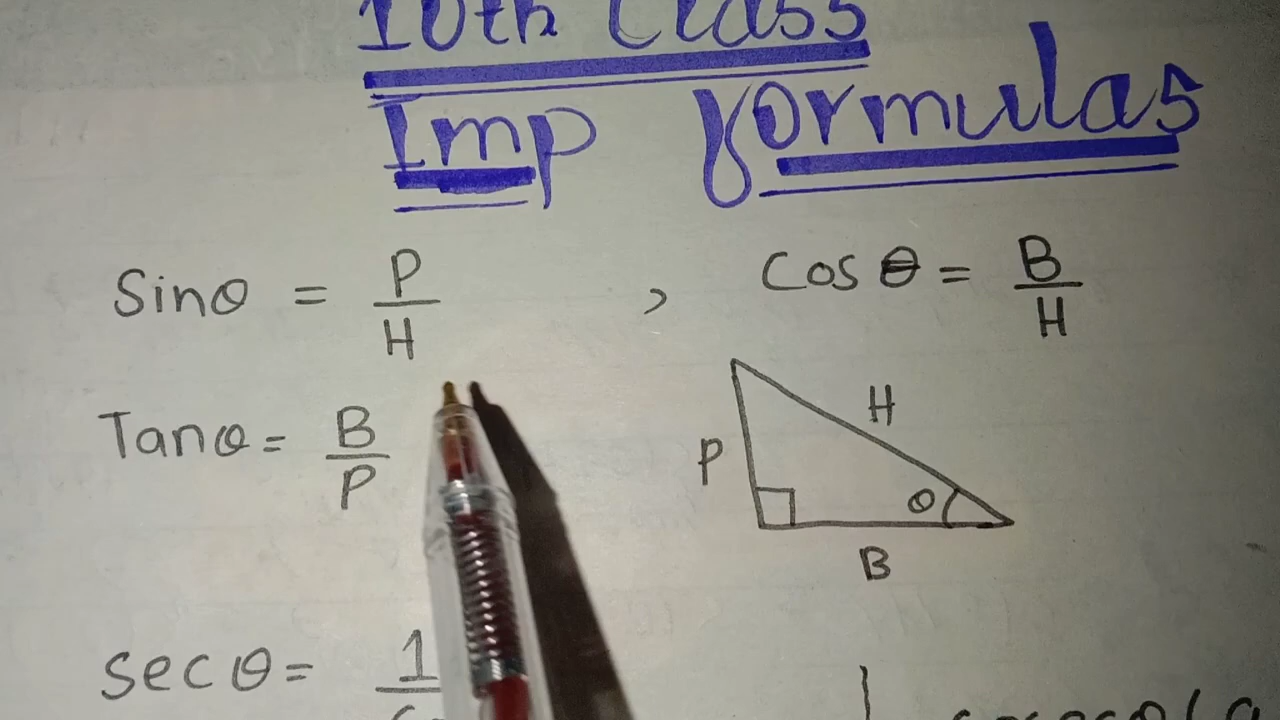 10th Class
Imp formulas
Sinθ = P/H , Cosθ = B/H
Tanθ = B/P
H
P
θ
B
secθ = 1